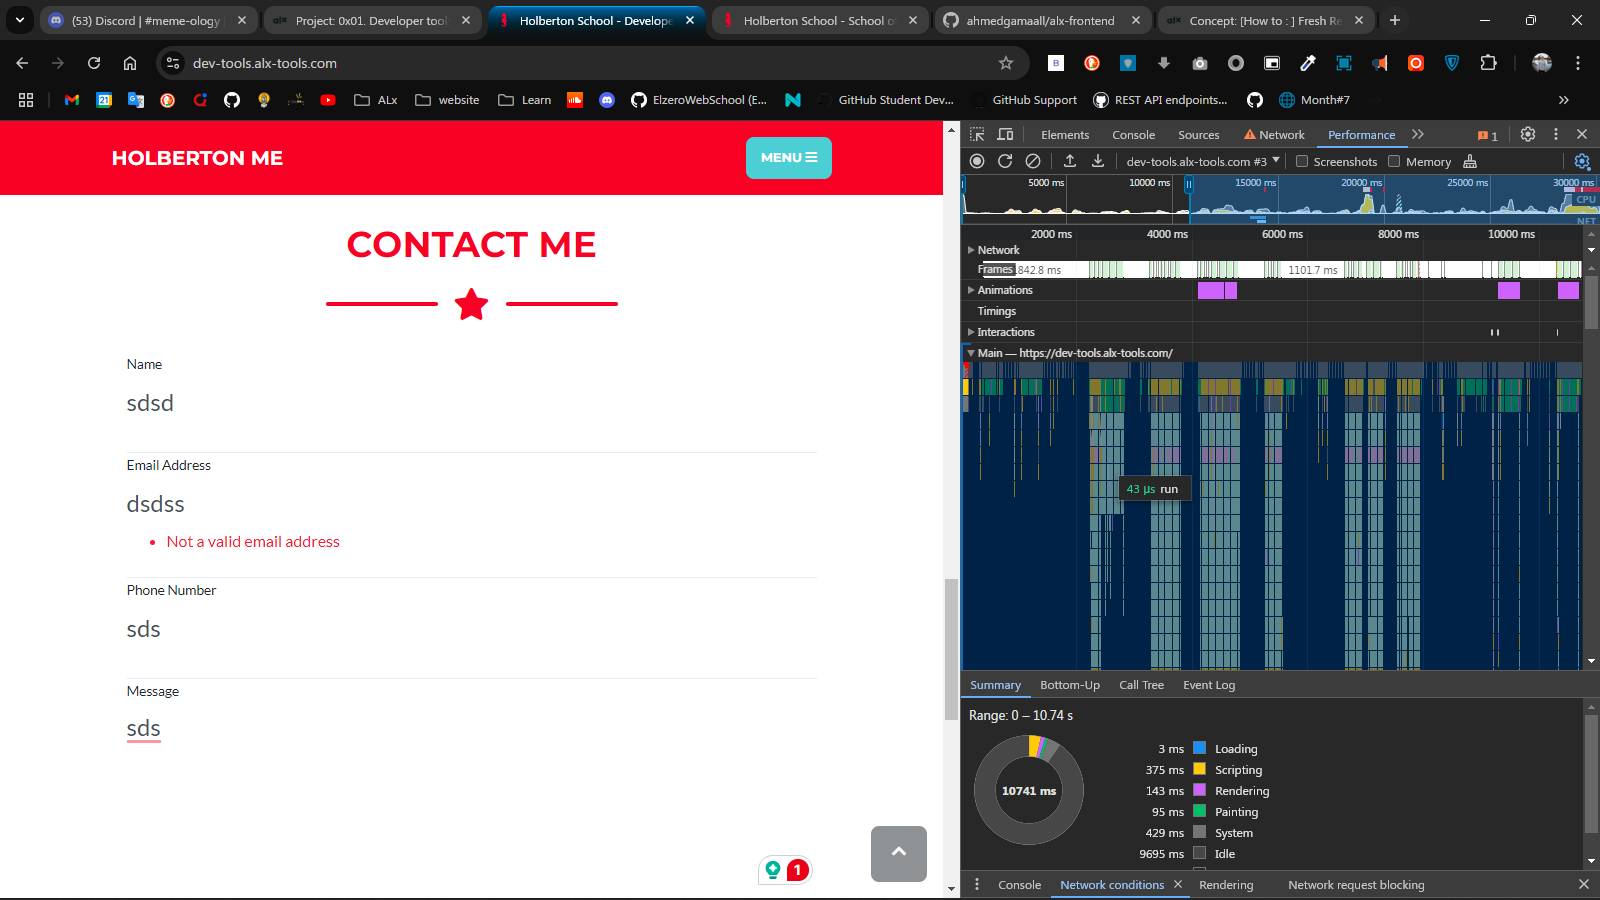 (53) Discord | #meme-ology
Project: 0x01. Developer tool
Holberton School - Develope
Holberton School - School of
ahmedgamaall/alx-frontend
Concept: [How to : ] Fresh Re
dev-tools.alx-tools.com
ALx
website
Learn
ElzeroWebSchool (E...
GitHub Student Dev...
GitHub Support
REST API endpoints...
Month#7
HOLBERTON ME
MENU
CONTACT ME
Name
sdsd
Email Address
dsdss
Not a valid email address
Phone Number
sds
Message
sds
1
Elements
Console
Sources
Network
Performance
1
dev-tools.alx-tools.com #3
Screenshots
Memory
5000 ms
10000 ms
15000 ms
20000 ms
25000 ms
30000 ms
CPU
NET
2000 ms
4000 ms
6000 ms
8000 ms
10000 ms
Network
Frames
842.8 ms
1101.7 ms
Animations
Timings
Interactions
Main — https://dev-tools.alx-tools.com/
43 μs run
Summary
Bottom-Up
Call Tree
Event Log
Range: 0 – 10.74 s
10741 ms
3 ms Loading
375 ms Scripting
143 ms Rendering
95 ms Painting
429 ms System
9695 ms Idle
Console
Network conditions
Rendering
Network request blocking